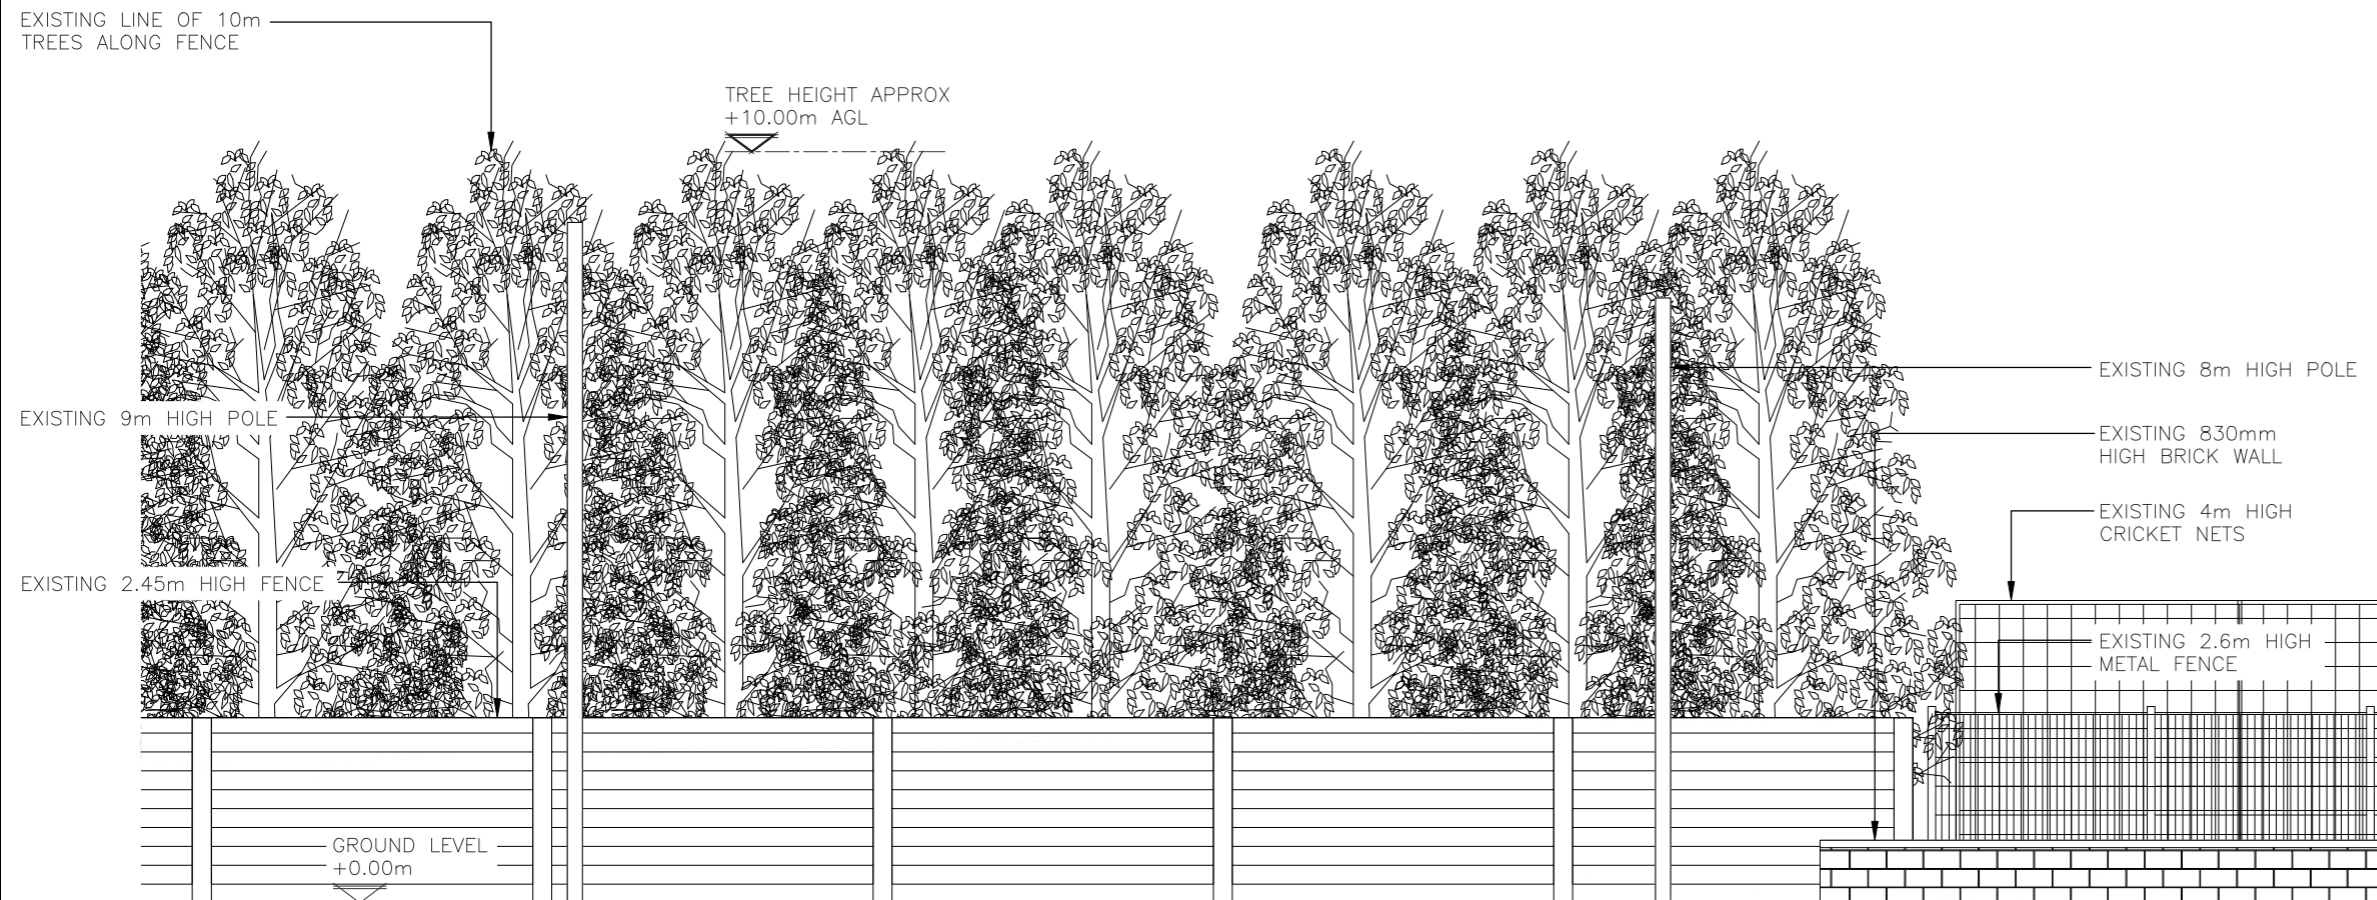 EXISTING LINE OF 10m
TREES ALONG FENCE
TREE HEIGHT APPROX
+10.00m AGL
EXISTING 8m HIGH POLE
EXISTING 9m HIGH POLE
EXISTING 830mm
HIGH BRICK WALL
EXISTING 4m HIGH
CRICKET NETS
EXISTING 2.45m HIGH FENCE
EXISTING 2.6m HIGH
METAL FENCE
GROUND LEVEL
+0.00m